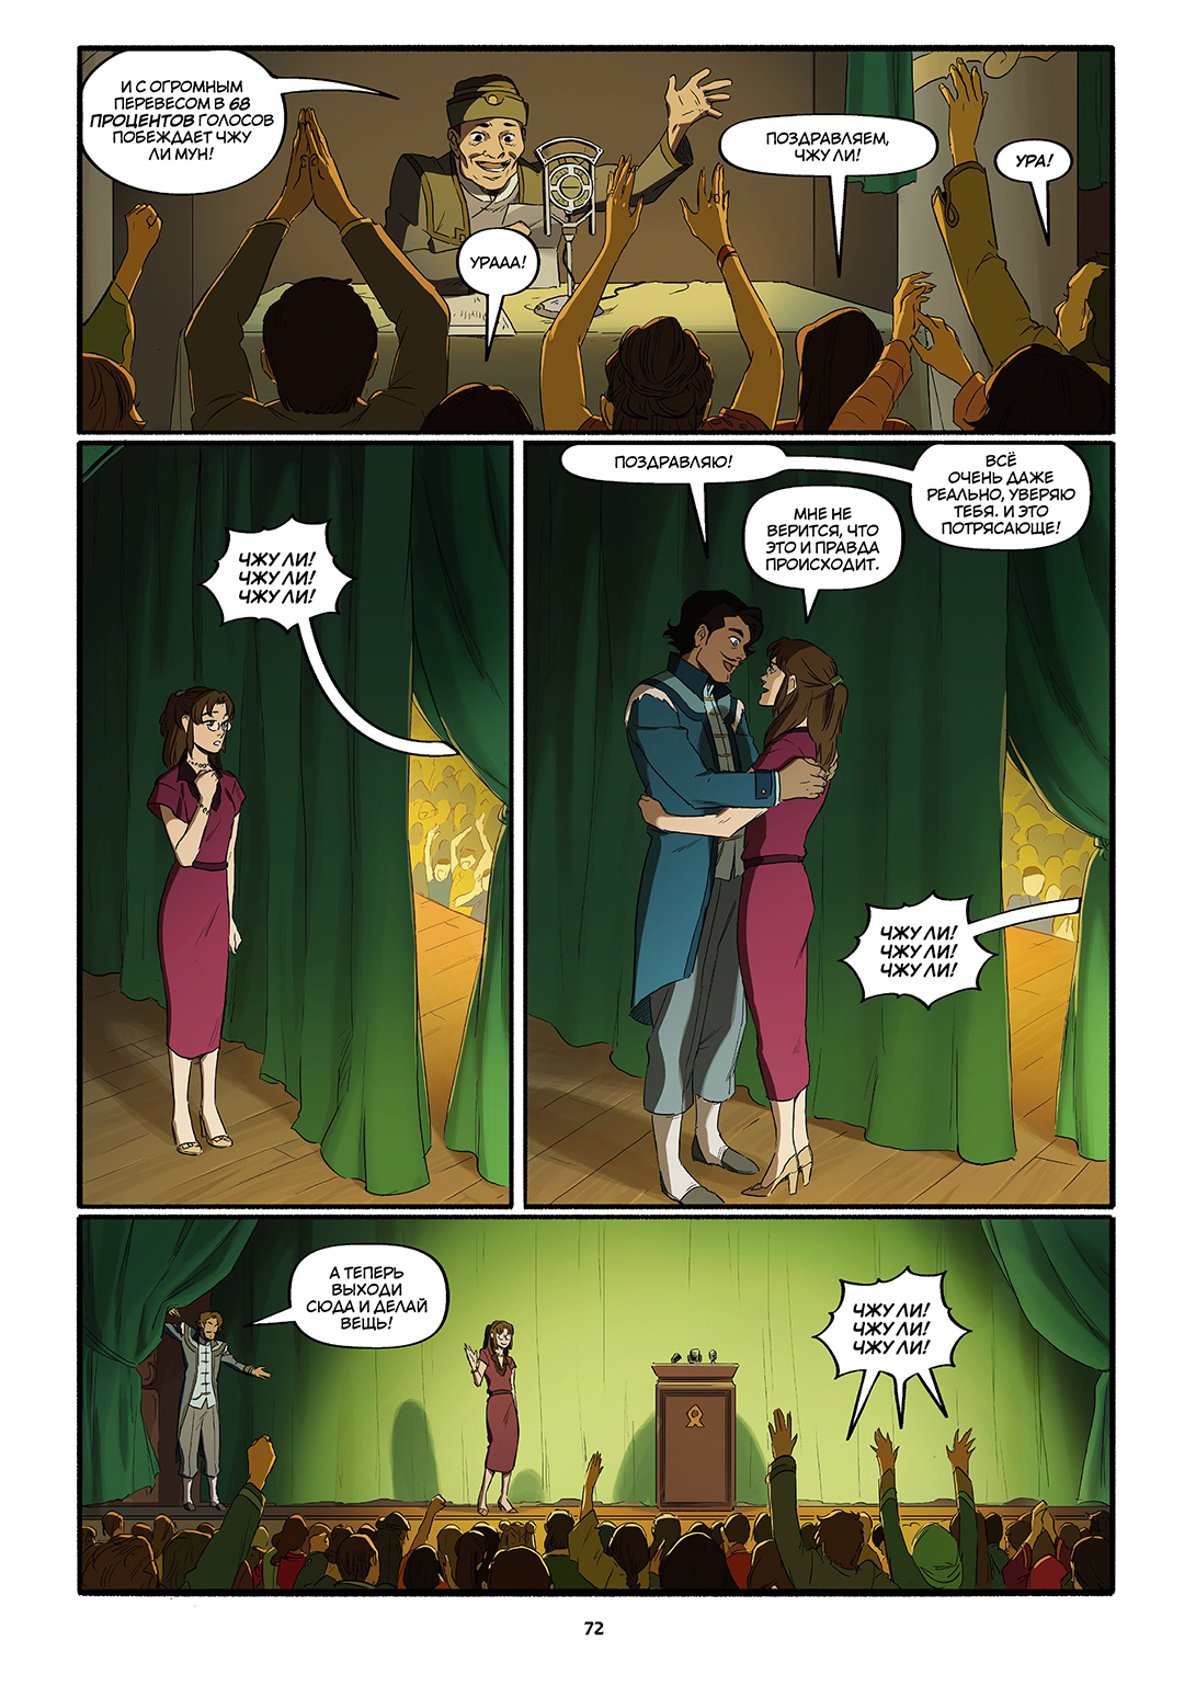 И С ОГРОМНЫМ
ПЕРЕВЕСОМ В 68
ПРОЦЕНТОВ ГОЛОСОВ
ПОБЕЖДАЕТ ЧЖУ
ЛИ МУН!
ПОЗДРАВЛЯЕМ,
ЧЖУ ЛИ!
УРА!
УРААА!
ЧЖУ ЛИ!
ЧЖУ ЛИ!
ЧЖУ ЛИ!
ПОЗДРАВЛЯЮ!
МНЕ НЕ
ВЕРИТСЯ, ЧТО
ЭТО И ПРАВДА
ПРОИСХОДИТ.
ВСЁ
ОЧЕНЬ ДАЖЕ
РЕАЛЬНО, УВЕРЯЮ
ТЕБЯ. И ЭТО
ПОТРЯСАЮЩЕ!
ЧЖУ ЛИ!
ЧЖУ ЛИ!
ЧЖУ ЛИ!
А ТЕПЕРЬ
ВЫХОДИ
СЮДА И ДЕЛАЙ
ВЕЩЬ!
ЧЖУ ЛИ!
ЧЖУ ЛИ!
ЧЖУ ЛИ!
72